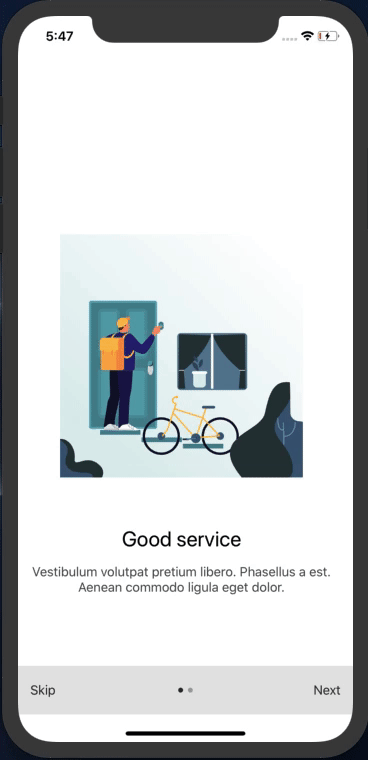 5:47
Good service
Vestibulum volutpat pretium libero. Phasellus a est.
Aenean commodo ligula eget dolor.
Skip
Next